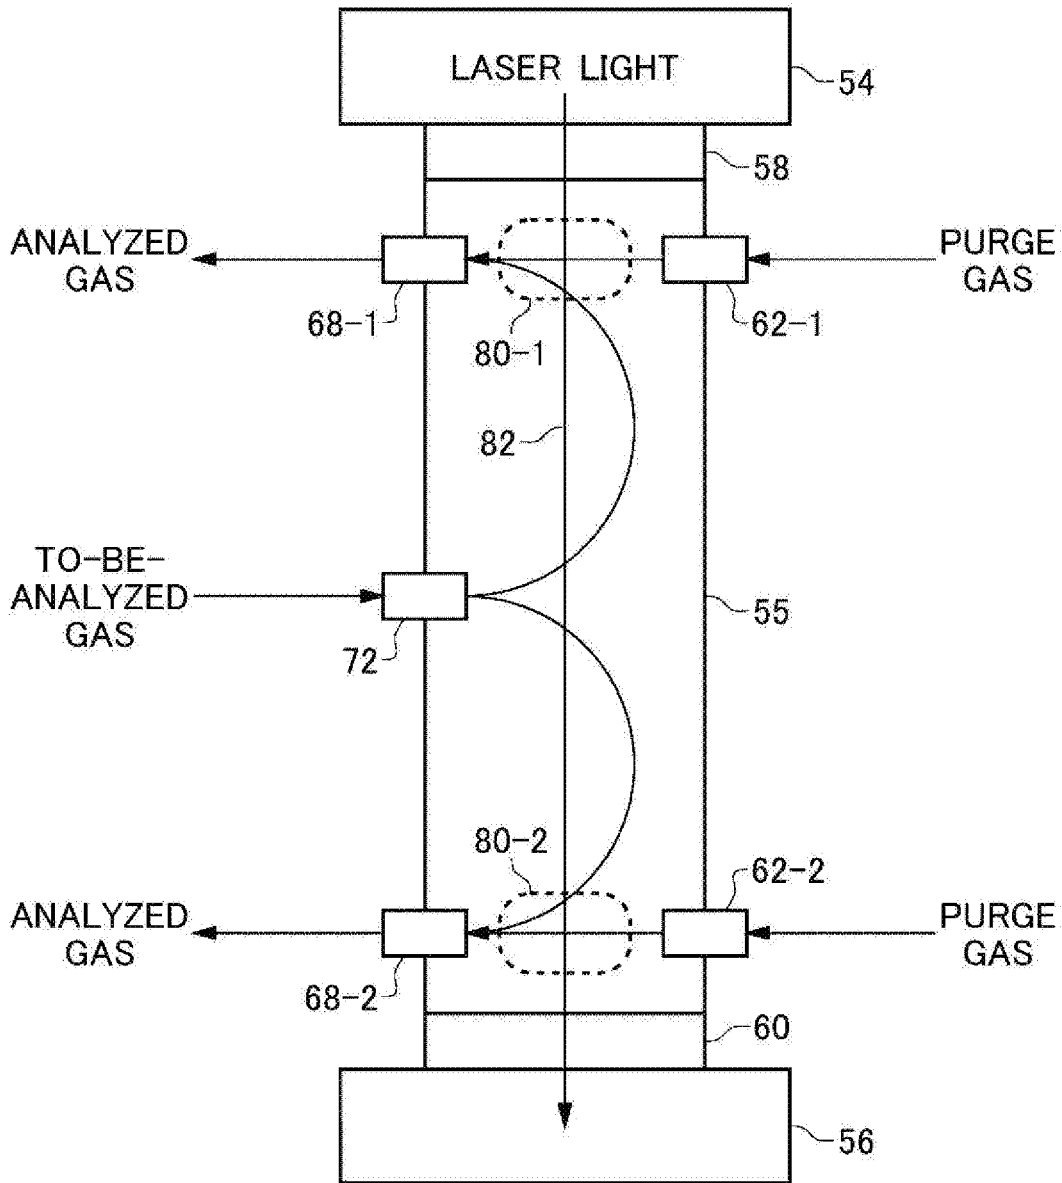 LASER LIGHT
54
58
ANALYZED
GAS
PURGE
GAS
68-1
80-1
62-1
82
TO-BE-
ANALYZED
GAS
72
55
80-2
62-2
ANALYZED
GAS
PURGE
GAS
68-2
60
56